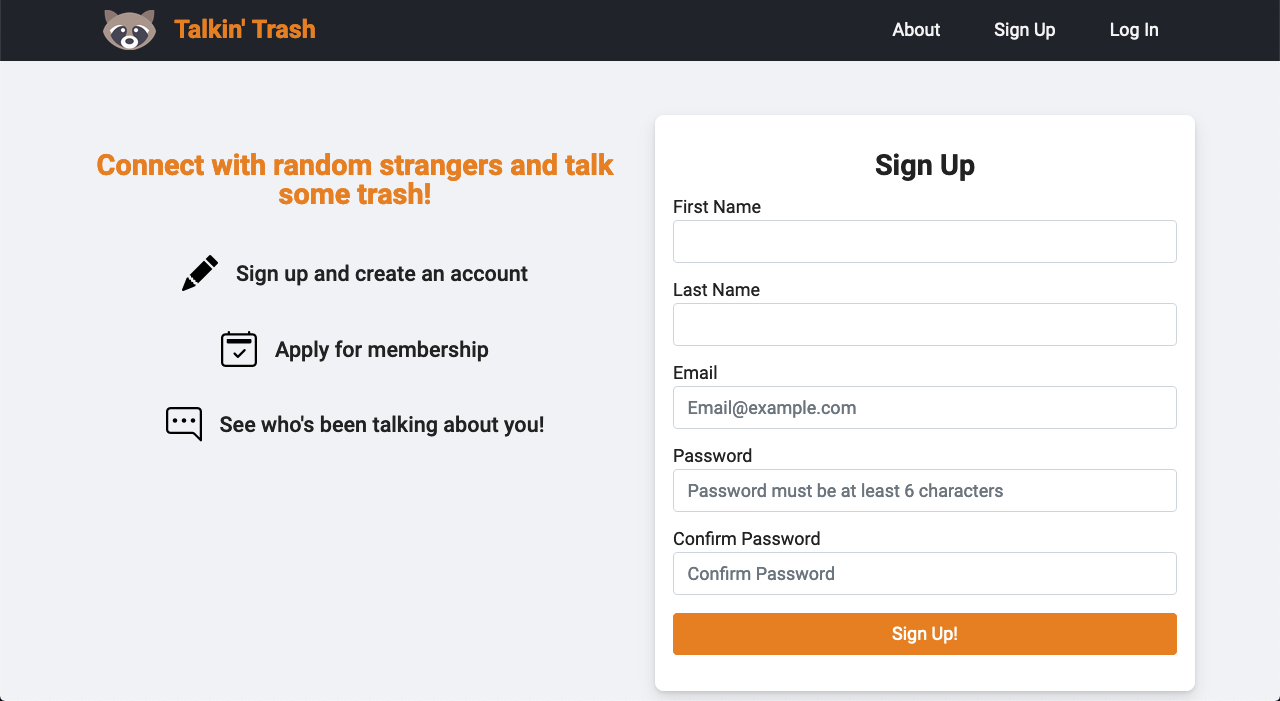 Talkin' Trash
About
Sign Up
Log In
Connect with random strangers and talk
some trash!
Sign up and create an account
Apply for membership
See who's been talking about you!
Sign Up
First Name
Last Name
Email
Email@example.com
Password
Password must be at least 6 characters
Confirm Password
Confirm Password
Sign Up!